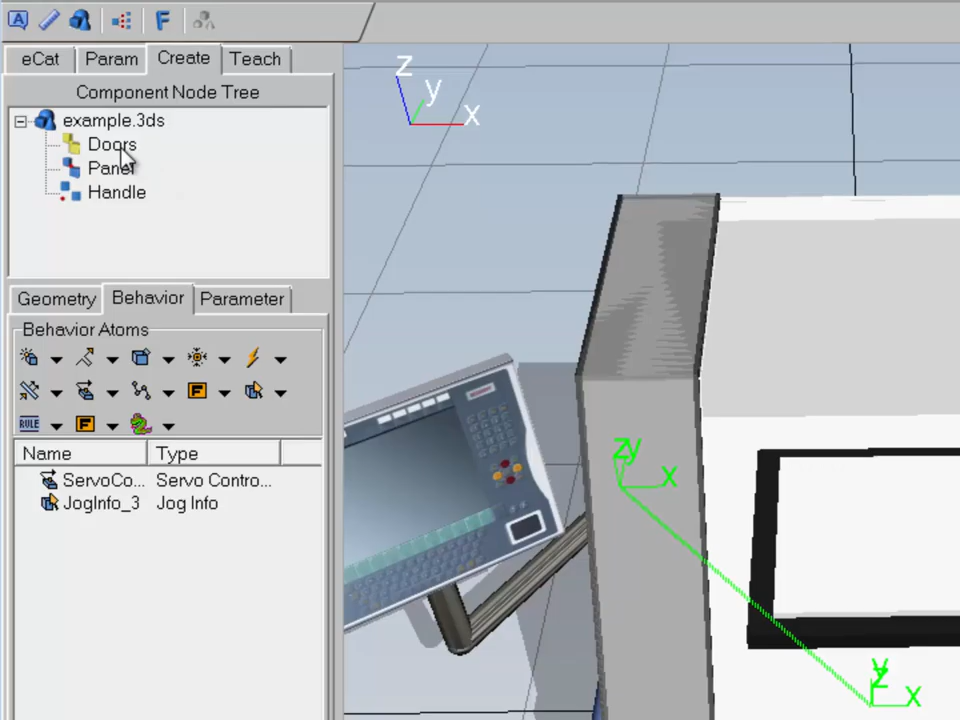 A F
eCat Param Create Teach
Component Node Tree
example.3ds
Doors
Panel
Handle
Geometry Behavior Parameter
Behavior Atoms
F
RULE F
Name Type
ServoCo... Servo Contro...
JogInfo_3 Jog Info
z
y
x
zy
x
y
z
x